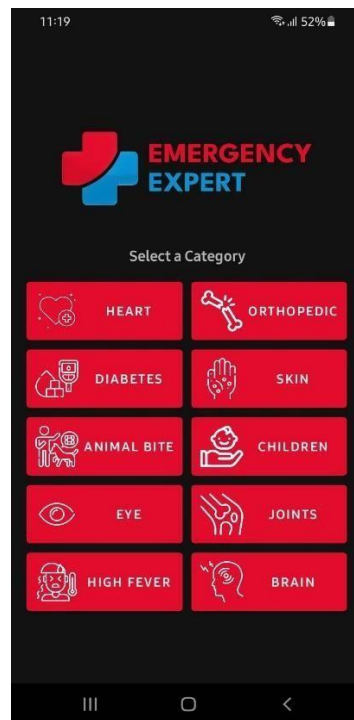 11:19
52%
EMERGENCY
EXPERT
Select a Category
HEART
ORTHOPEDIC
DIABETES
SKIN
ANIMAL BITE
CHILDREN
EYE
JOINTS
HIGH FEVER
BRAIN